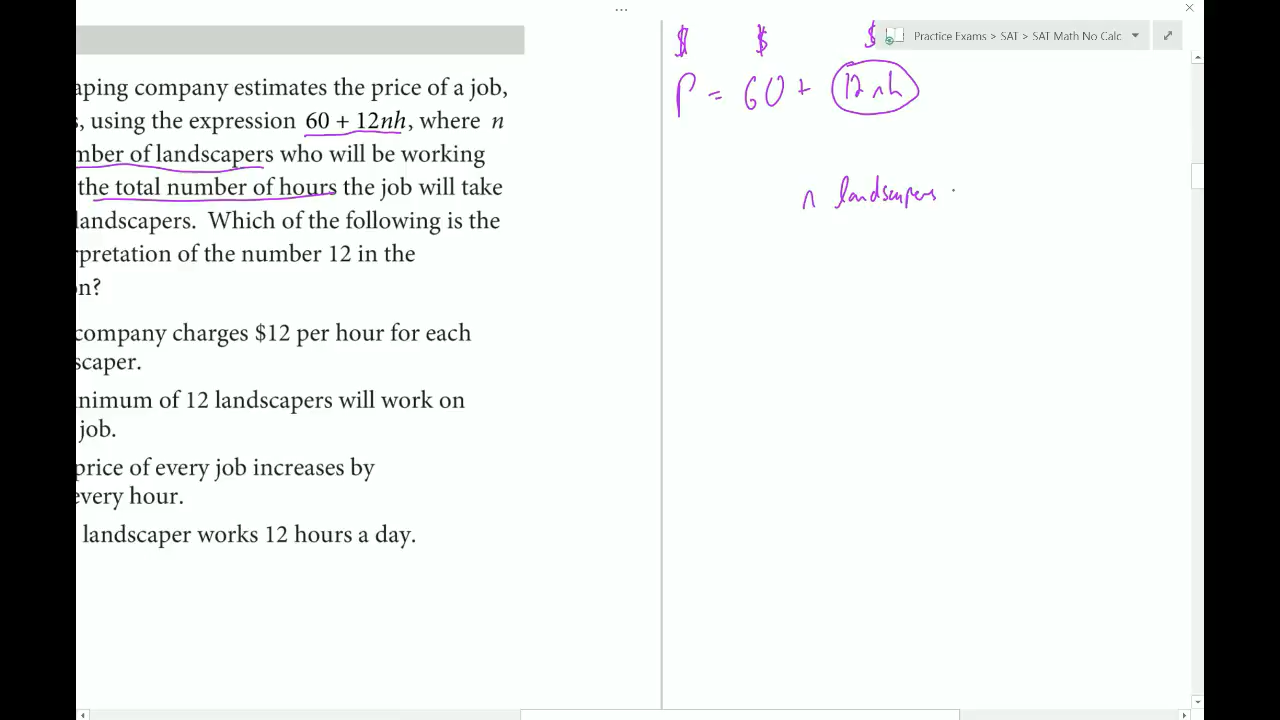 ...
Practice Exams > SAT > SAT Math No Calc
$ $ $
P = 60 + 12nh
n landscapers .
aping company estimates the price of a job,
s, using the expression 60 + 12nh, where n
mber of landscapers who will be working
the total number of hours the job will take
landscapers. Which of the following is the
rpretation of the number 12 in the
on?
company charges $12 per hour for each
scaper.
nimum of 12 landscapers will work on
job.
price of every job increases by
every hour.
landscaper works 12 hours a day.